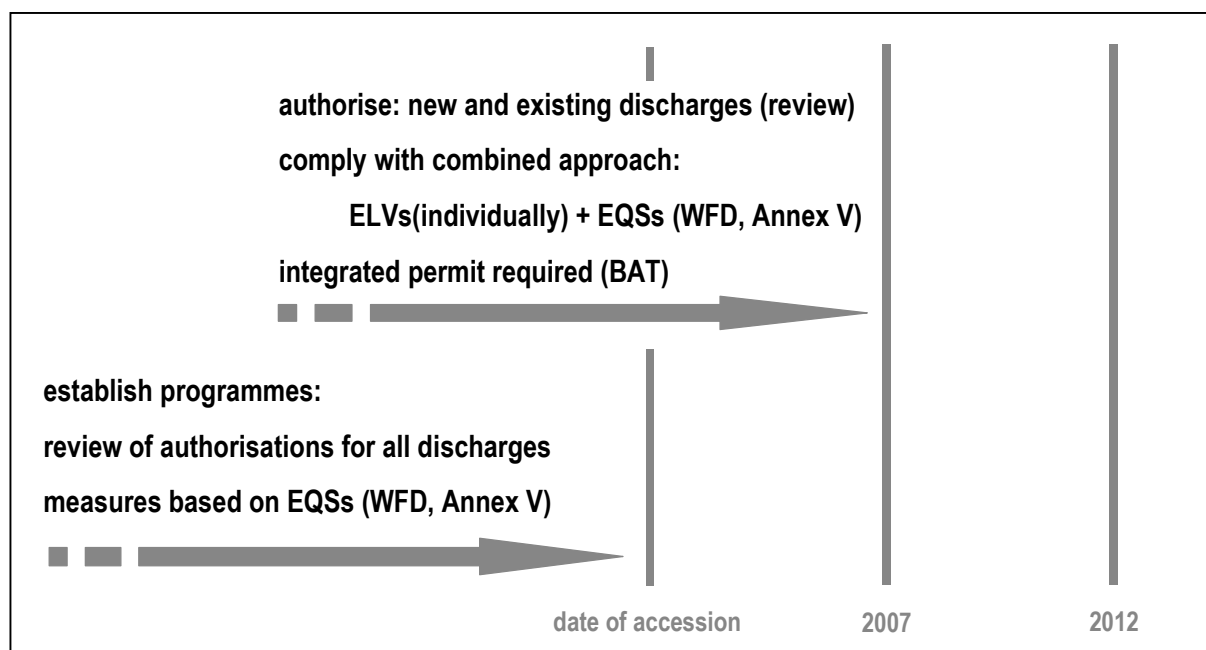 authorise: new and existing discharges (review)
comply with combined approach:
ELVs(individually) + EQSs (WFD, Annex V)
integrated permit required (BAT)
establish programmes:
review of authorisations for all discharges
measures based on EQSs (WFD, Annex V)
date of accession 2007 2012